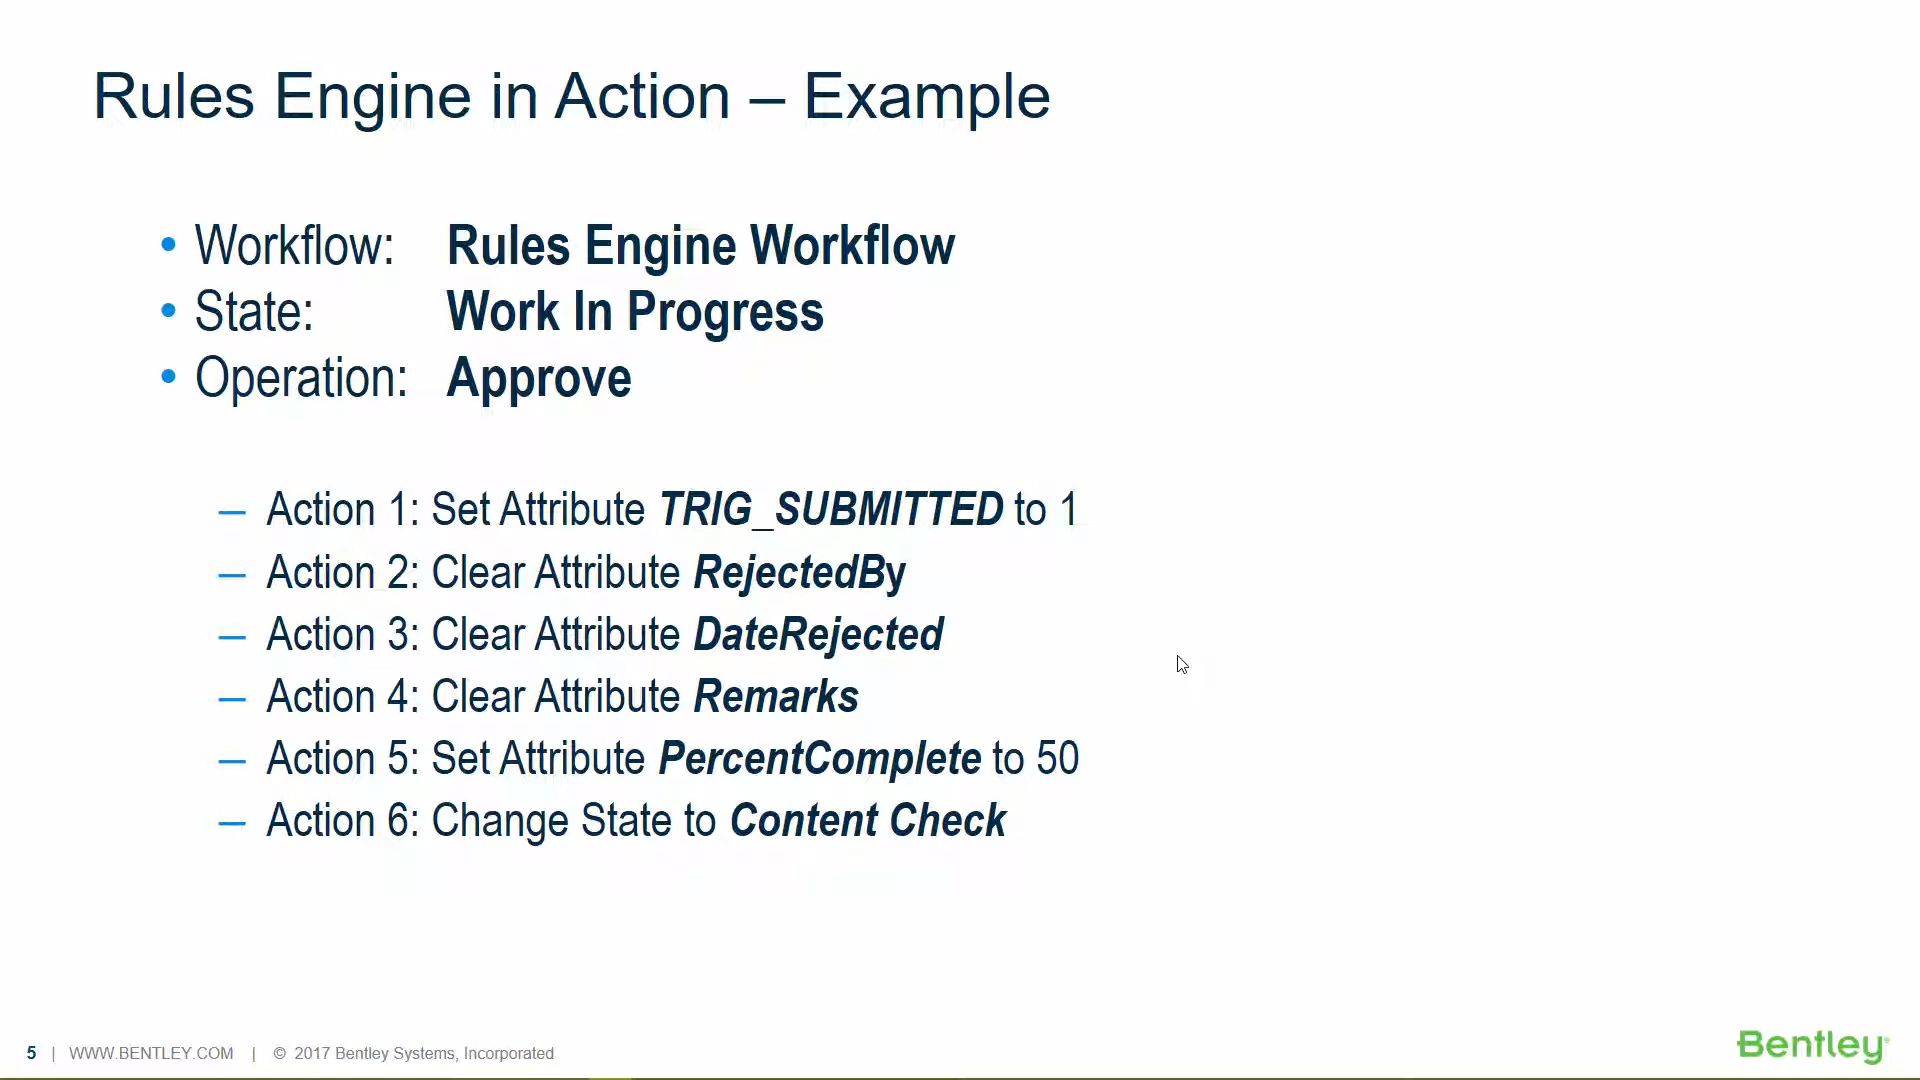 Rules Engine in Action – Example
• Workflow: Rules Engine Workflow
• State: Work In Progress
• Operation: Approve
– Action 1: Set Attribute TRIG_SUBMITTED to 1
– Action 2: Clear Attribute RejectedBy
– Action 3: Clear Attribute DateRejected
– Action 4: Clear Attribute Remarks
– Action 5: Set Attribute PercentComplete to 50
– Action 6: Change State to Content Check
5 | WWW.BENTLEY.COM | © 2017 Bentley Systems, Incorporated
Bentley